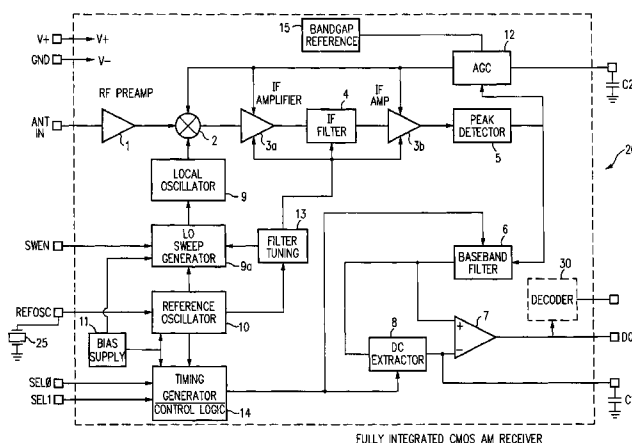 15
BANDGAP
REFERENCE
12
V+
V+
GND
V-
AGC
C2
RF PREAMP
IF
AMPLIFIER
4
IF
AMP
ANT
IN
IF
FILTER
PEAK
DETECTOR
1
2
3a
3b
5
LOCAL
OSCILLATOR
9
13
6
SWEN
LO
SWEEP
GENERATOR
FILTER
TUNING
BASEBAND
FILTER
9a
30
DECODER
REFOSC
REFERENCE
OSCILLATOR
10
11
8
+
7
25
BIAS
SUPPLY
DC
EXTRACTOR
-
DO
SELØ
SEL1
TIMING
GENERATOR
CONTROL LOGIC
14
FULLY INTEGRATED CMOS AM RECEIVER